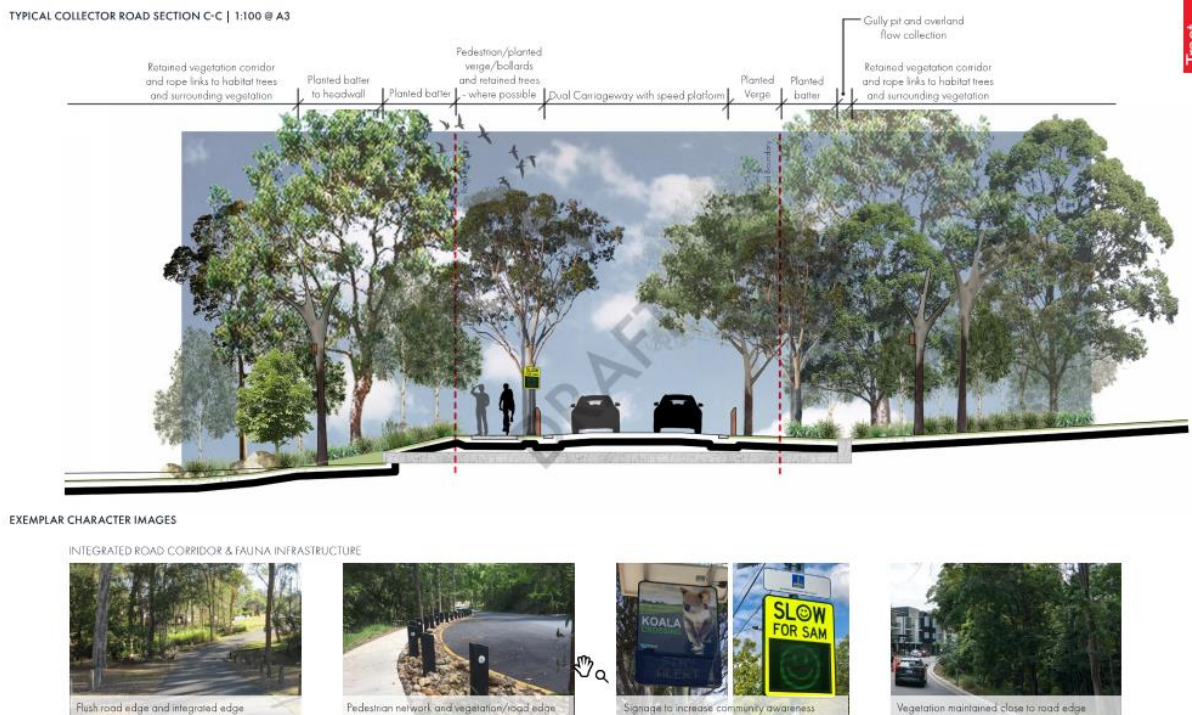 TYPICAL COLLECTOR ROAD SECTION C-C | 1:100 @ A3
Gully pit and overland
flow collection
Retained vegetation corridor
and rope links to habitat trees
and surrounding vegetation
Planted batter
to headwall
Planted batter
Pedestrian/planted
verge/bollards
and retained trees
- where possible
Dual Carriageway with speed platform
Planted
Verge
Planted
batter
Retained vegetation corridor
and rope links to habitat trees
and surrounding vegetation
Boundary
DRAFT
EXEMPLAR CHARACTER IMAGES
INTEGRATED ROAD CORRIDOR & FAUNA INFRASTRUCTURE
KOALA
CROSSING
STAY
ALERT
SLOW
FOR SAM
Flush road edge and integrated edge
Pedestrian network and vegetation/road edge
Signage to increase community awareness
Vegetation maintained close to road edge